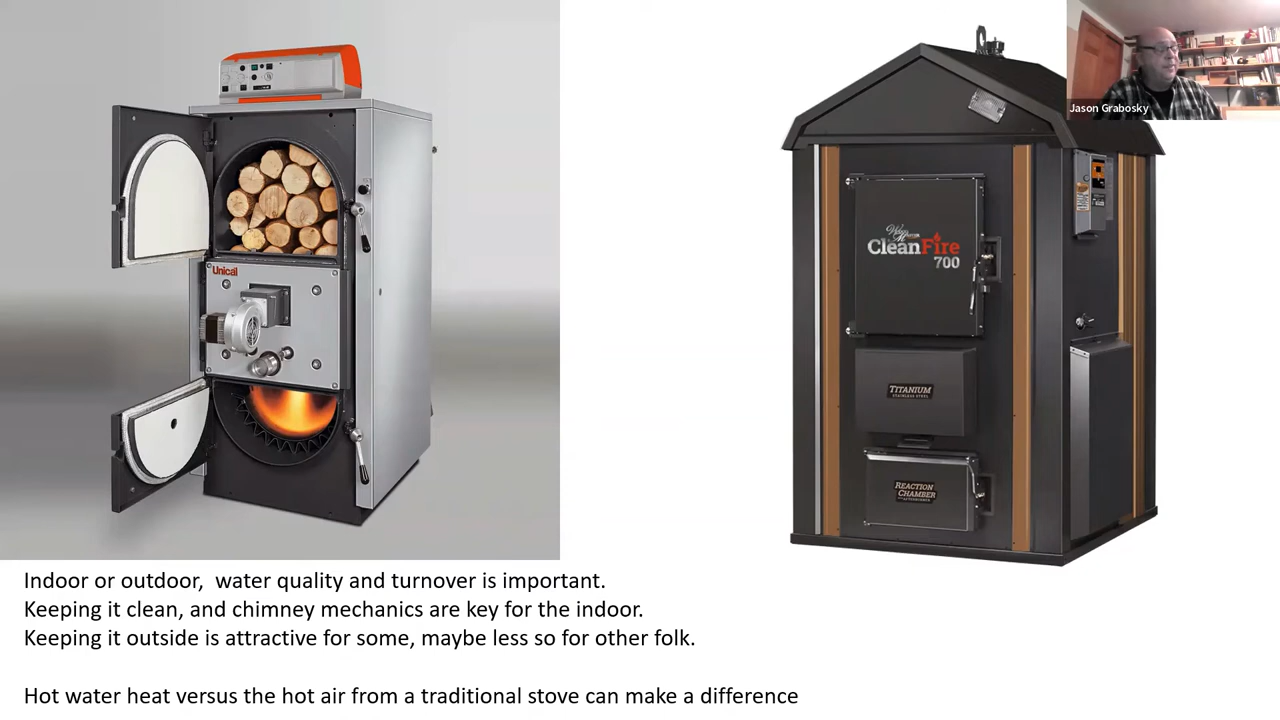 Jason Grabosky
Unical
CleanFire
700
TITANIUM
STAINLESS STEEL
REACTION
CHAMBER
Indoor or outdoor,  water quality and turnover is important.
Keeping it clean, and chimney mechanics are key for the indoor.
Keeping it outside is attractive for some, maybe less so for other folk.
Hot water heat versus the hot air from a traditional stove can make a difference